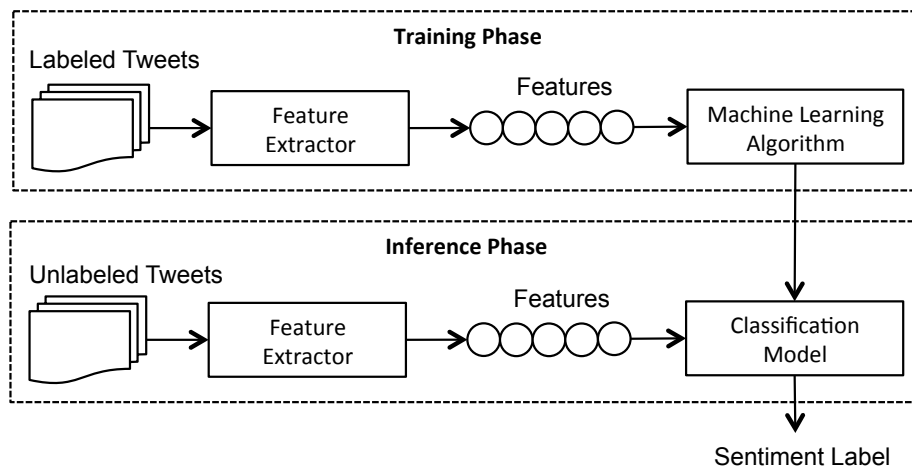 Training Phase
Labeled Tweets
Feature
Extractor
Features
Machine Learning
Algorithm
Inference Phase
Unlabeled Tweets
Feature
Extractor
Features
Classification
Model
Sentiment Label